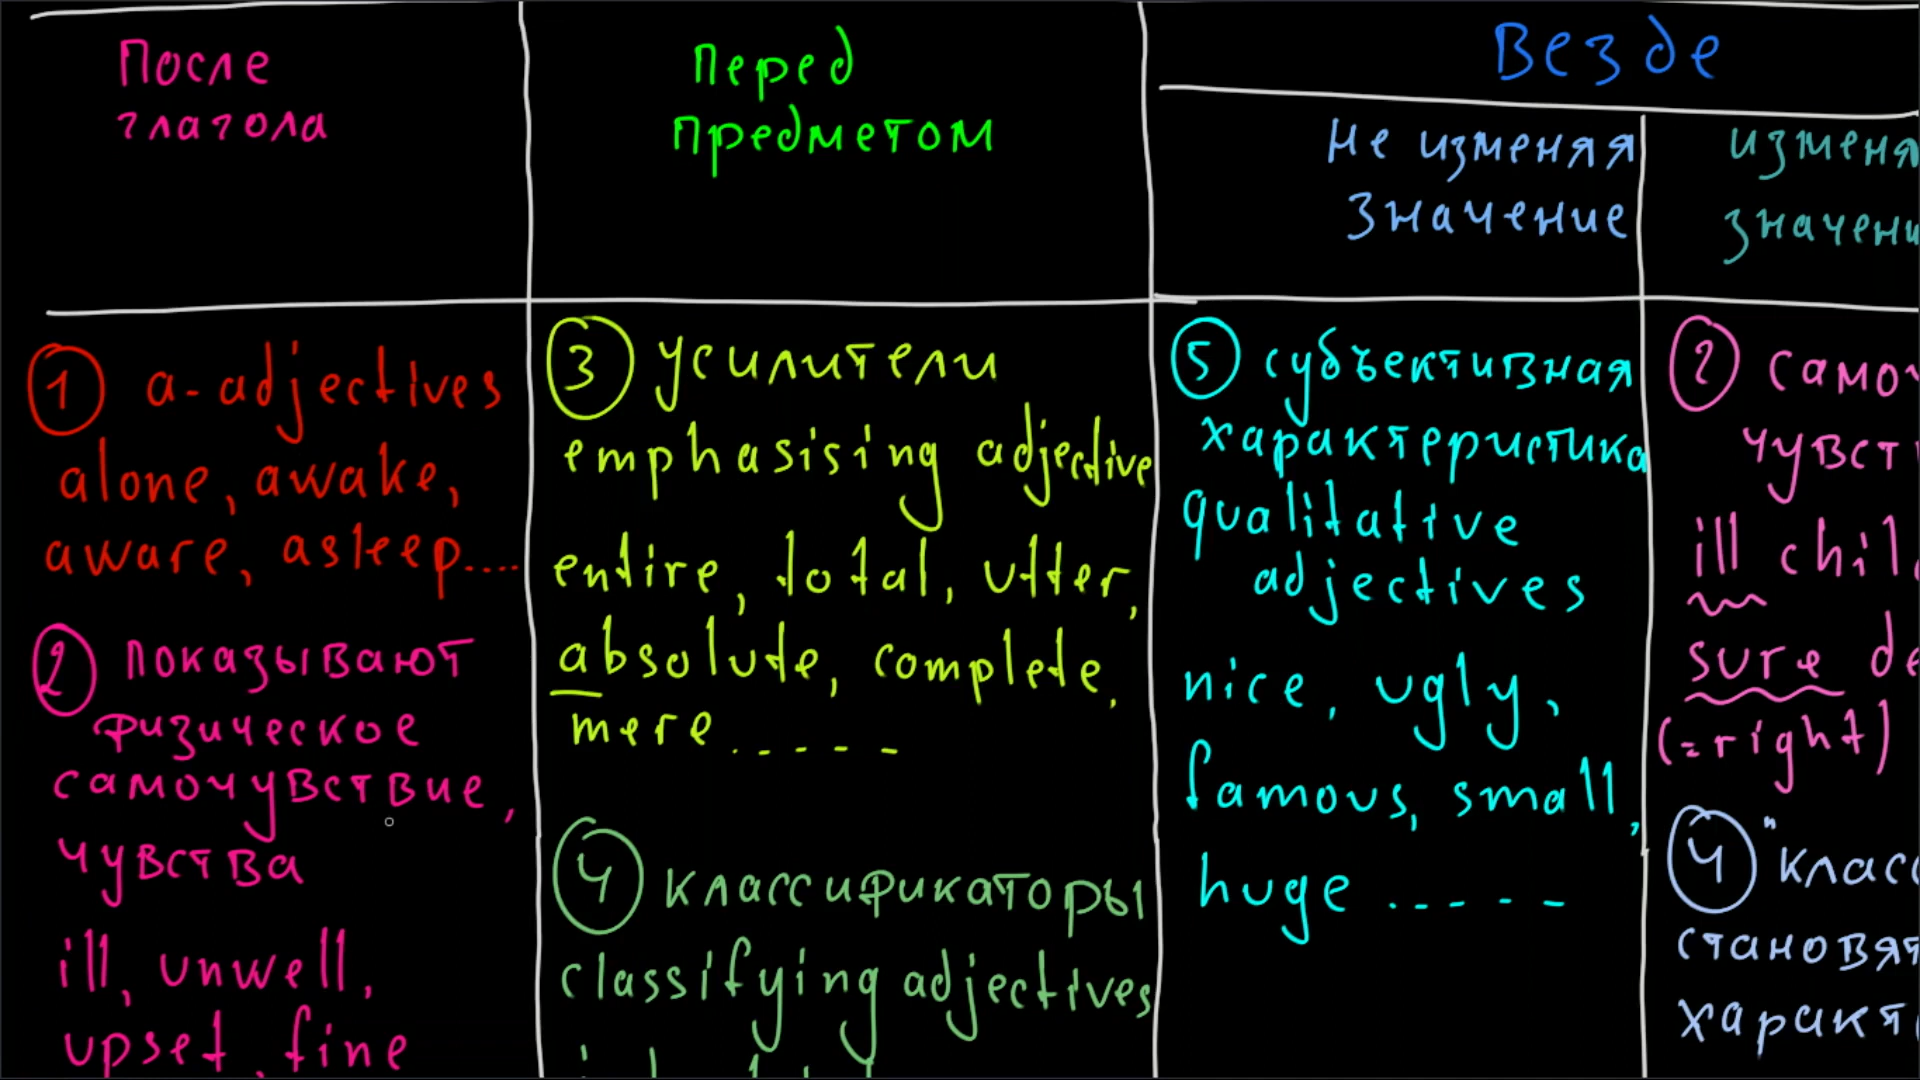 После
глагола
1 a-adjectives
alone, awake,
aware, asleep....
2 показывают
физическое
самочувствие,
чувства
ill, unwell,
upset, fine
перед
предметом
3 усилители
emphasising adjective
entire, total, utter,
absolute, complete,
mere.----
4 классификаторы
classifying adjectives
Везде
не изменяя
значение
5 субъективная
характеристика
qualitative
adjectives
nice, ugly,
famous, small,
huge .----
2
ill
sure
(=right)
4